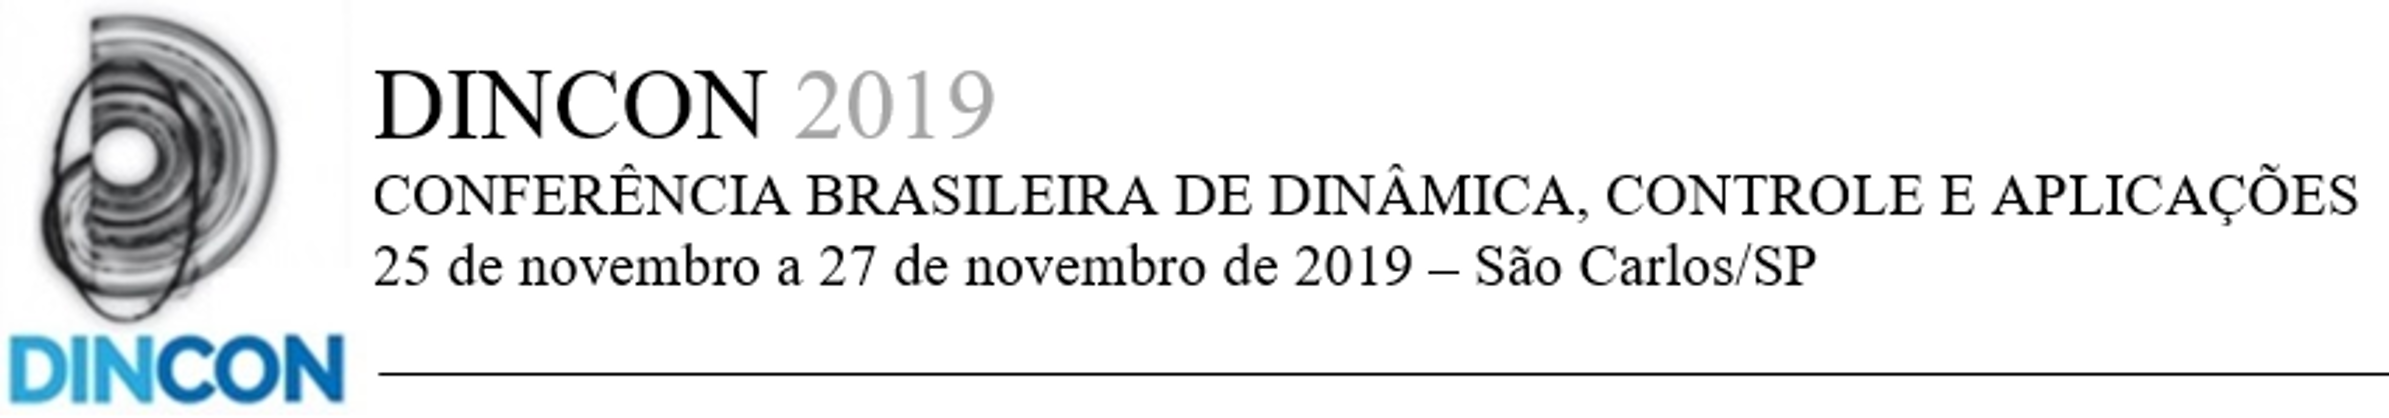 DINCON 2019
CONFERÊNCIA BRASILEIRA DE DINÂMICA, CONTROLE E APLICAÇÕES
25 de novembro a 27 de novembro de 2019 – São Carlos/SP
DINCON